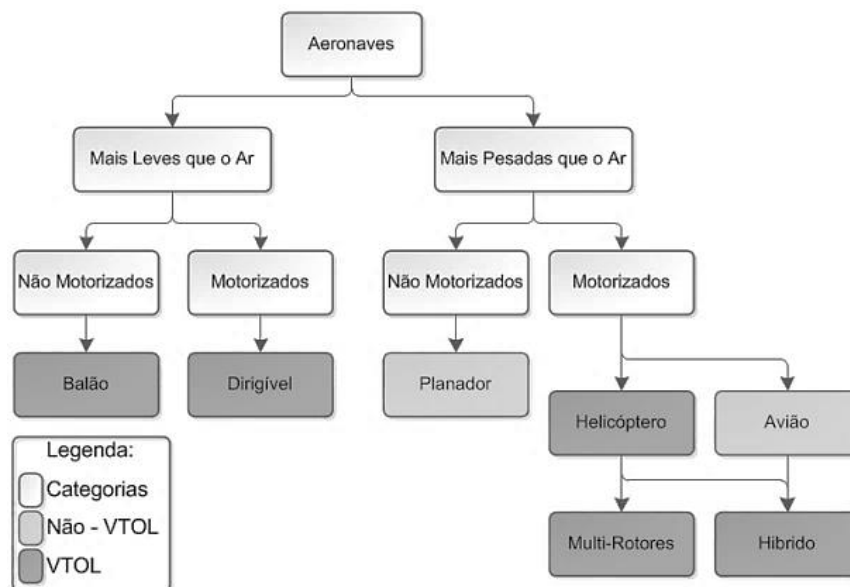 Aeronaves
Mais Leves que o Ar
Mais Pesadas que o Ar
Não Motorizados
Motorizados
Não Motorizados
Motorizados
Balão
Dirigível
Planador
Helicóptero
Avião
Multi-Rotores
Hibrido
Legenda:
Categorias
Não - VTOL
VTOL